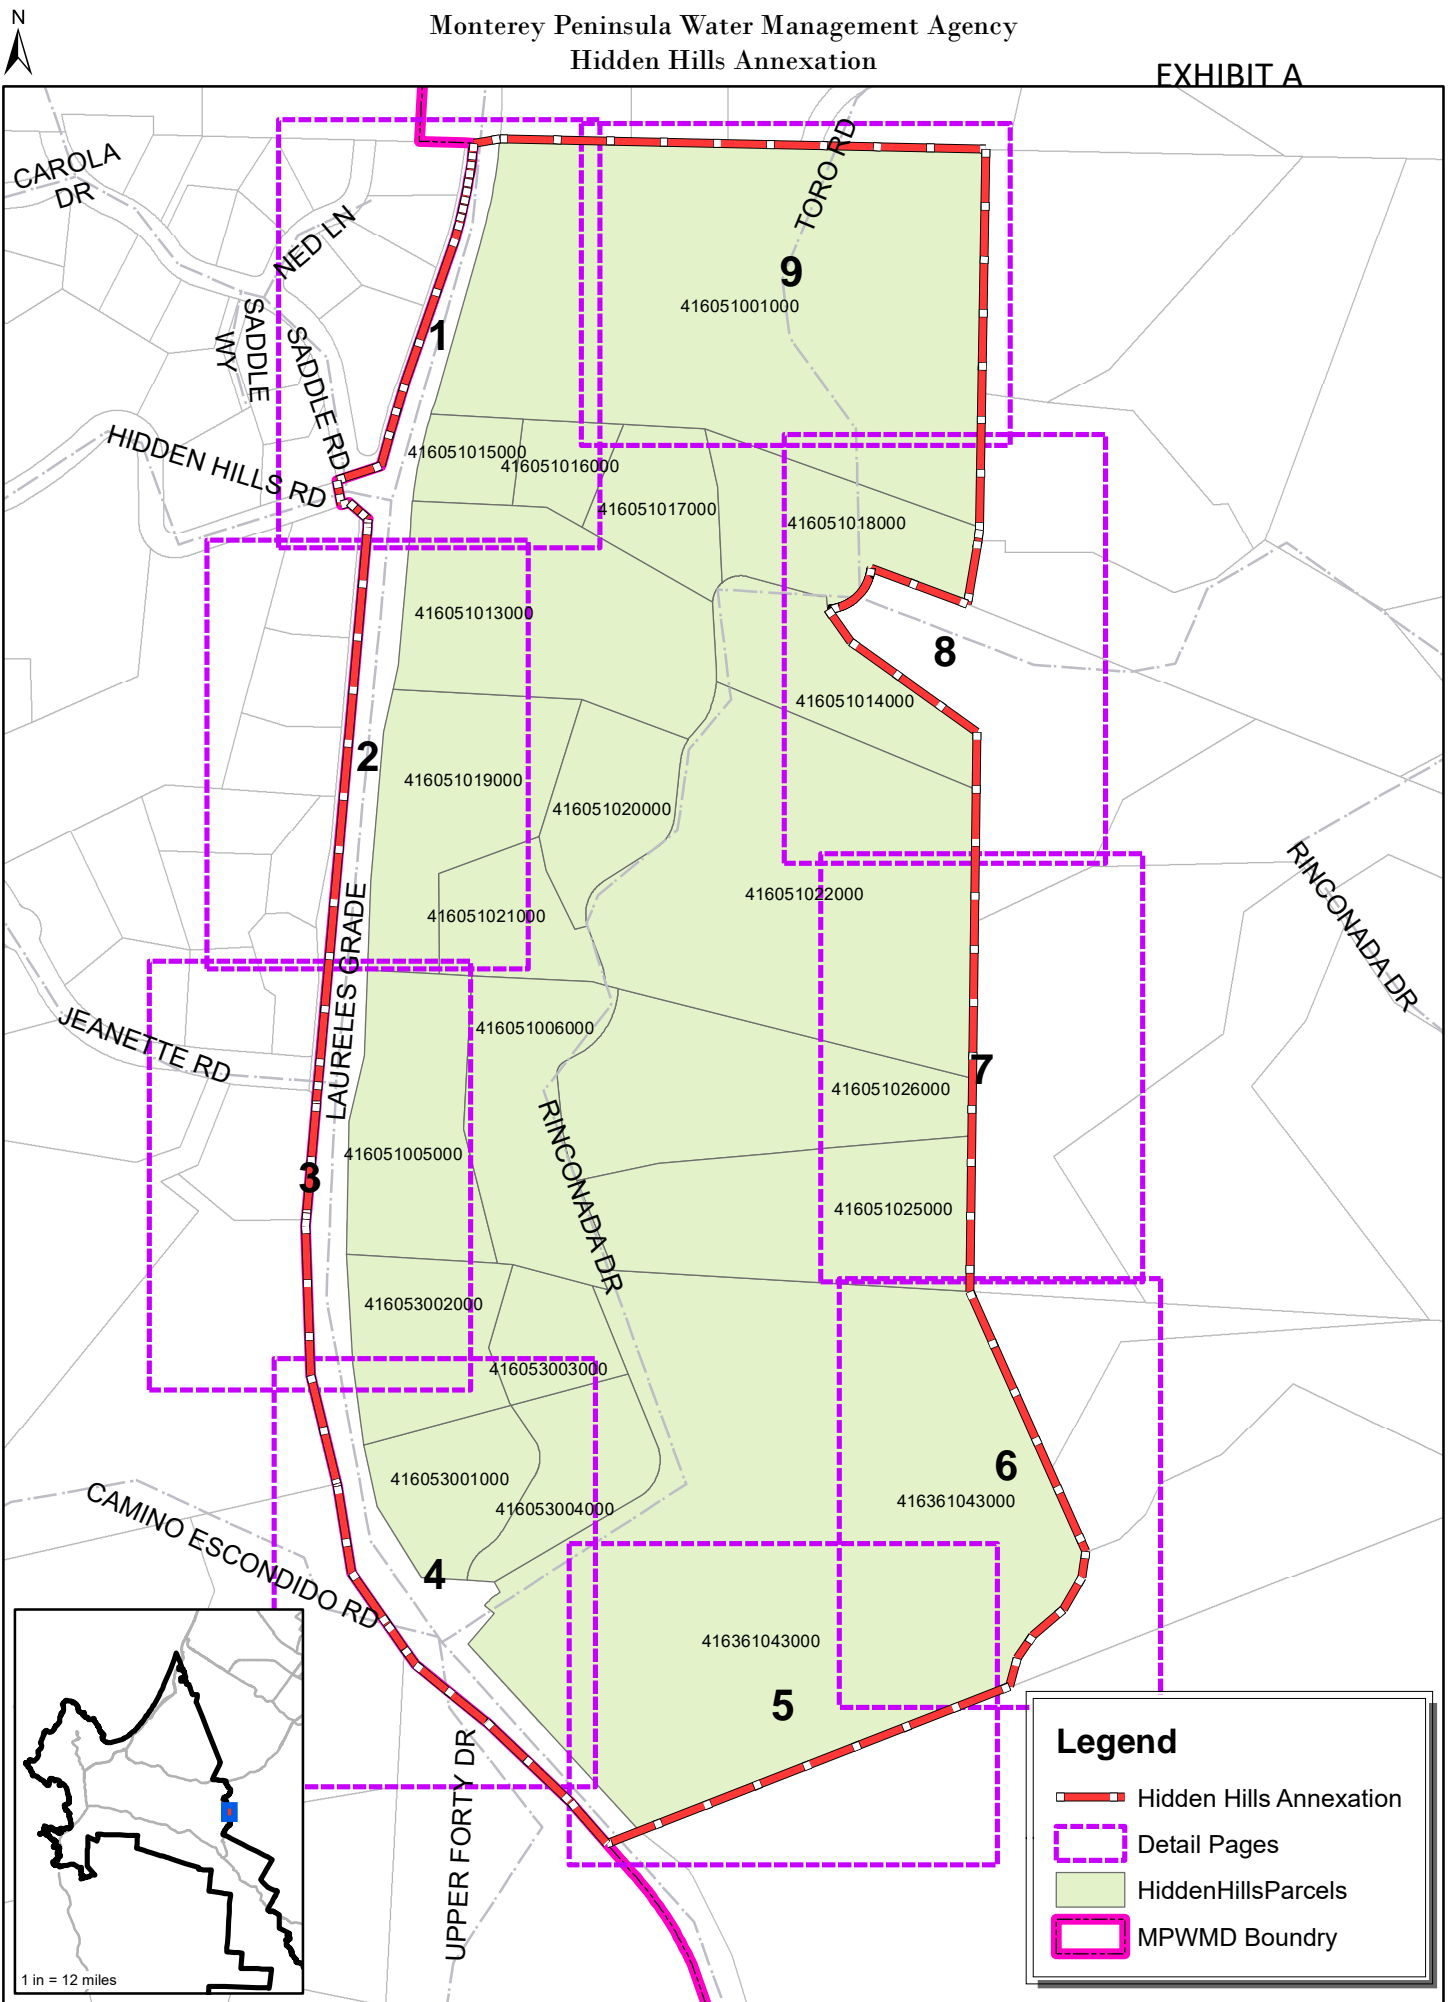 N
Monterey Peninsula Water Management Agency
Hidden Hills Annexation
EXHIBIT A
CAROLA
DR
NED LN
TORO RD
SADDLE
WY
SADDLE RD
HIDDEN HILLS RD
1
9
416051001000
416051015000
416051016000
416051017000
416051018000
416051013000
8
416051014000
2
416051019000
416051020000
416051022000
416051021000
LAURELES GRADE
RINCONADA DR
JEANETTE RD
416051006000
7
416051026000
RINCONADA DR
416051005000
3
416051025000
416053002000
416053003000
6
416053001000
416361043000
416053004000
CAMINO ESCONDIDO RD
4
416361043000
5
UPPER FORTY DR
1 in = 12 miles
Legend
Hidden Hills Annexation
Detail Pages
HiddenHillsParcels
MPWMD Boundry